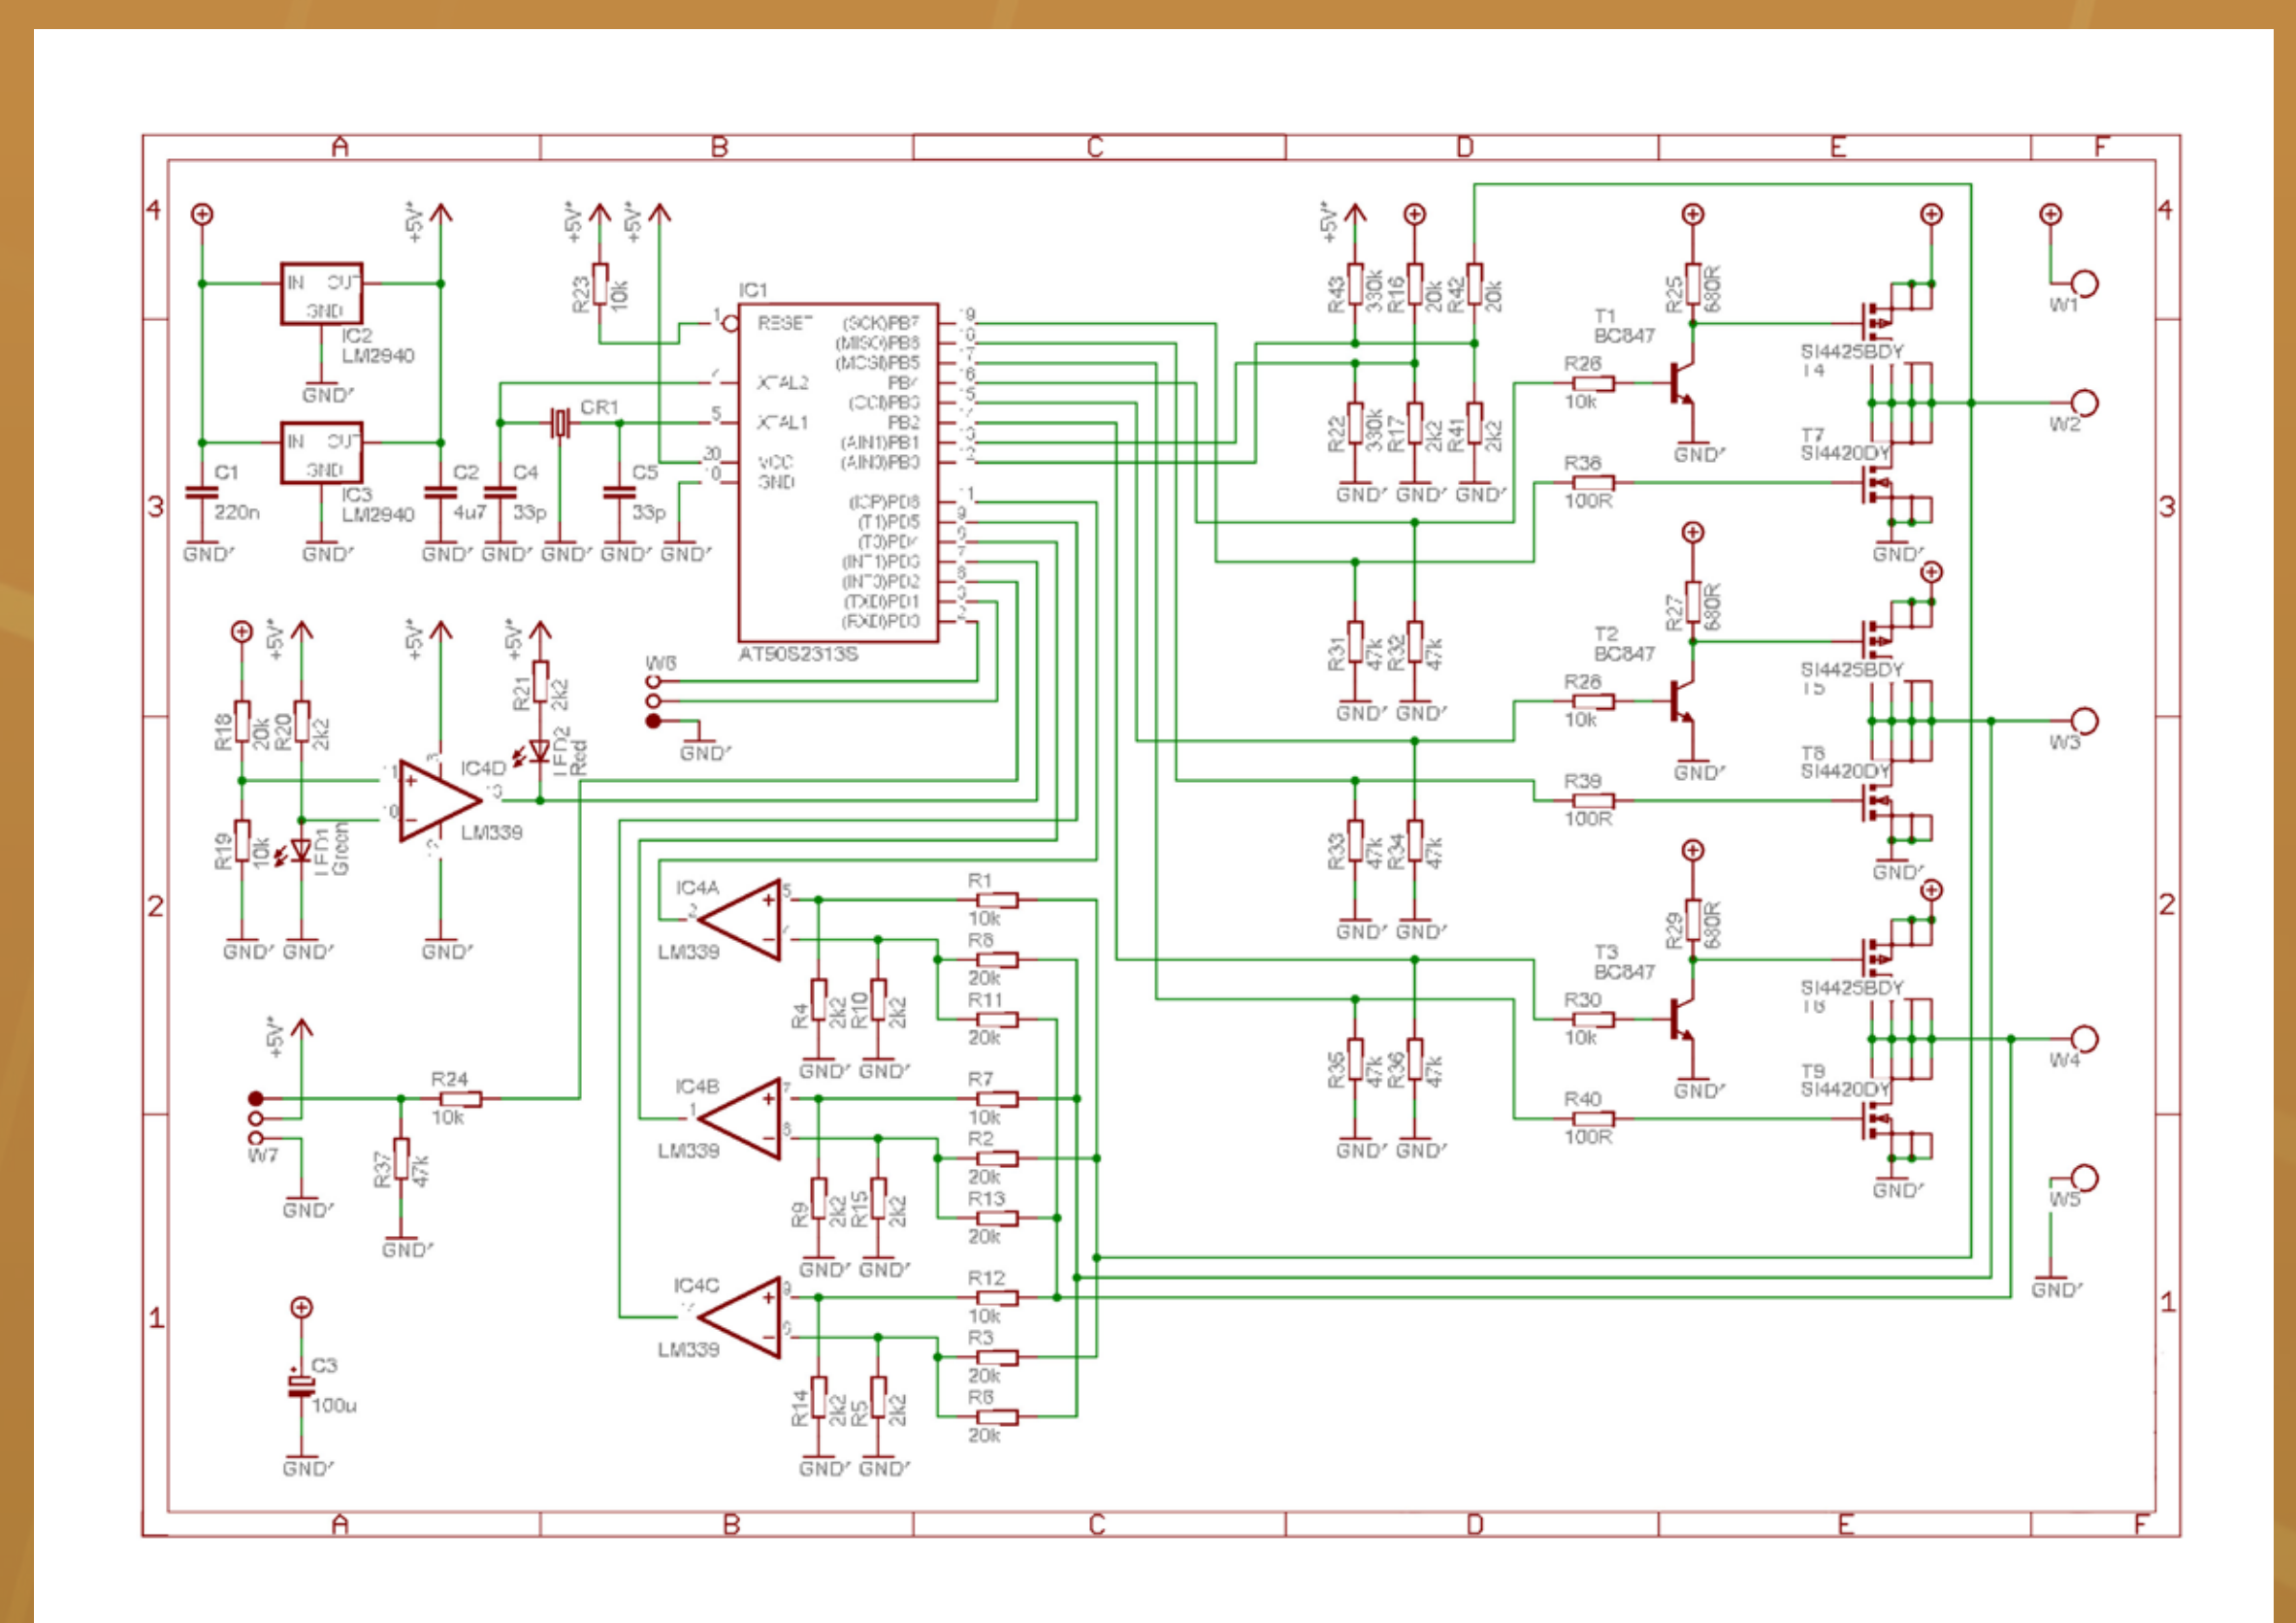 A B C D E F
4
+5V*
+5V*
+5V*
+5V*
4
IN OUT
GND
IC2
LM2940
GND'
IN OUT
GND
IC3
LM2940
GND'
C1
220n
GND'
C2
4u7
GND'
C4
33p
GND'
CR1
GND'
C5
33p
GND'
GND'
R23
10k
IC1
RESET
XTAL2
XTAL1
VCC
GND
1
5
20
10
(SCK)PB7
(MISO)PB6
(MOSI)PB5
PB4
(OCI)PB3
PB2
(AIN1)PB1
(AIN0)PB0
(ICP)PD6
(T1)PD5
(T0)PD4
(INT1)PD3
(INT0)PD2
(TXD)PD1
(RXD)PD0
AT90S2313S
R43
330k
R16
20k
R42
20k
R22
330k
R17
2k2
R41
2k2
GND' GND' GND'
T1
BC847
R25
680R
R26
10k
GND'
R38
100R
SI4425BDY
T4
T7
SI4420DY
GND'
W1
W2
3
3
+5V*
+5V*
+5V*
R18
20k
R20
2k2
R19
10k
LED1
Green
GND' GND'
IC4D
LM339
GND'
R21
2k2
LED2
Red
W6
GND'
R31
47k
R32
47k
GND' GND'
T2
BC847
R27
680R
R28
10k
GND'
R39
100R
SI4425BDY
T5
T8
SI4420DY
GND'
W3
R33
47k
R34
47k
GND' GND'
2
2
IC4A
LM339
5
2
R1
10k
R8
20k
R11
20k
R4
2k2
R10
2k2
GND' GND'
T3
BC847
R29
680R
R30
10k
GND'
R40
100R
SI4425BDY
T6
T9
SI4420DY
GND'
W4
R35
47k
R36
47k
GND' GND'
+5V*
W7
GND'
R24
10k
R37
47k
GND'
IC4B
LM339
7
1
R7
10k
R2
20k
R13
20k
R9
2k2
R15
2k2
GND' GND'
W5
GND'
1
1
IC4C
LM339
R12
10k
R3
20k
R6
20k
R14
2k2
R5
2k2
GND' GND'
C3
100u
GND'
A B C D E F